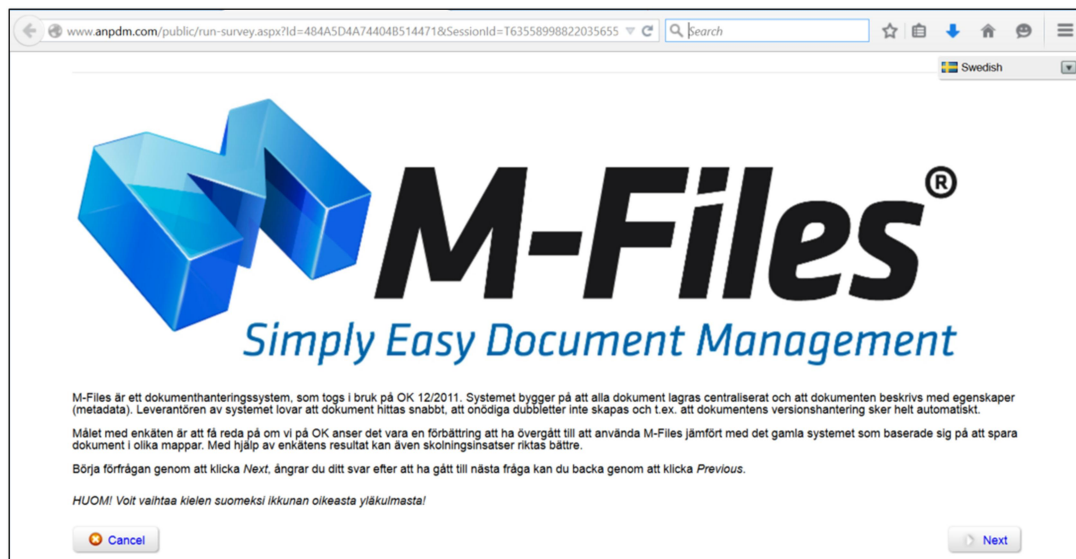 www.anpdm.com/public/run-survey.aspx?Id=484A5D4A74404B514471&SessionId=T63558998822035655
Search
Swedish
M-Files®
Simply Easy Document Management
M-Files är ett dokumenthanteringssystem, som togs i bruk på OK 12/2011. Systemet bygger på att alla dokument lagras centraliserat och att dokumenten beskrivs med egenskaper
(metadata). Leverantören av systemet lovar att dokument hittas snabbt, att onödiga dubbletter inte skapas och t.ex. att dokumentens versionshantering sker helt automatiskt.
Målet med enkäten är att få reda på om vi på OK anser det vara en förbättring att ha övergått till att använda M-Files jämfört med det gamla systemet som baserade sig på att spara
dokument i olika mappar. Med hjälp av enkätens resultat kan även skolningsinsatser riktas bättre.
Börja förfrågan genom att klicka Next, ångrar du ditt svar efter att ha gått till nästa fråga kan du backa genom att klicka Previous.
HUOM! Voit vaihtaa kielen suomeksi ikkunan oikeasta yläkulmasta!
Cancel
Next